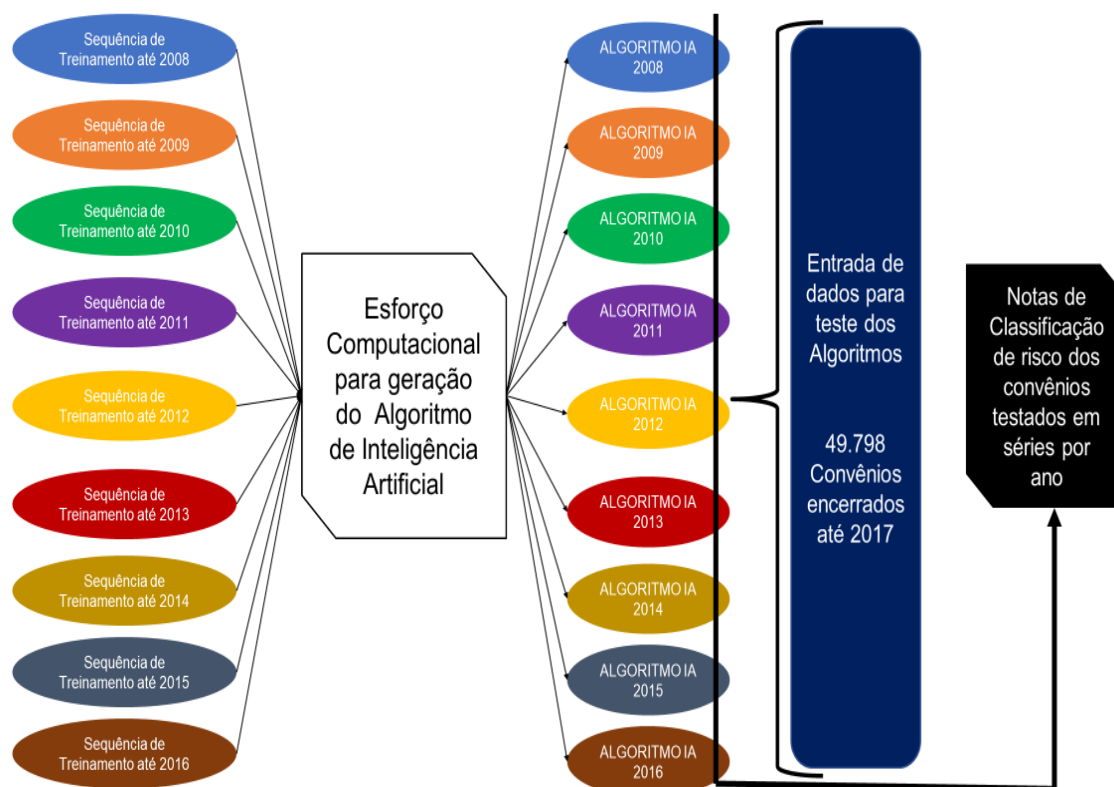 Sequência de
Treinamento até 2008
Sequência de
Treinamento até 2009
Sequência de
Treinamento até 2010
Sequência de
Treinamento até 2011
Sequência de
Treinamento até 2012
Sequência de
Treinamento até 2013
Sequência de
Treinamento até 2014
Sequência de
Treinamento até 2015
Sequência de
Treinamento até 2016
Esforço
Computacional
para geração
do Algoritmo
de Inteligência
Artificial
ALGORITMO IA
2008
ALGORITMO IA
2009
ALGORITMO IA
2010
ALGORITMO IA
2011
ALGORITMO IA
2012
ALGORITMO IA
2013
ALGORITMO IA
2014
ALGORITMO IA
2015
ALGORITMO IA
2016
Entrada de
dados para
teste dos
Algoritmos
49.798
Convênios
encerrados
até 2017
Notas de
Classificação
de risco dos
convênios
testados em
séries por
ano